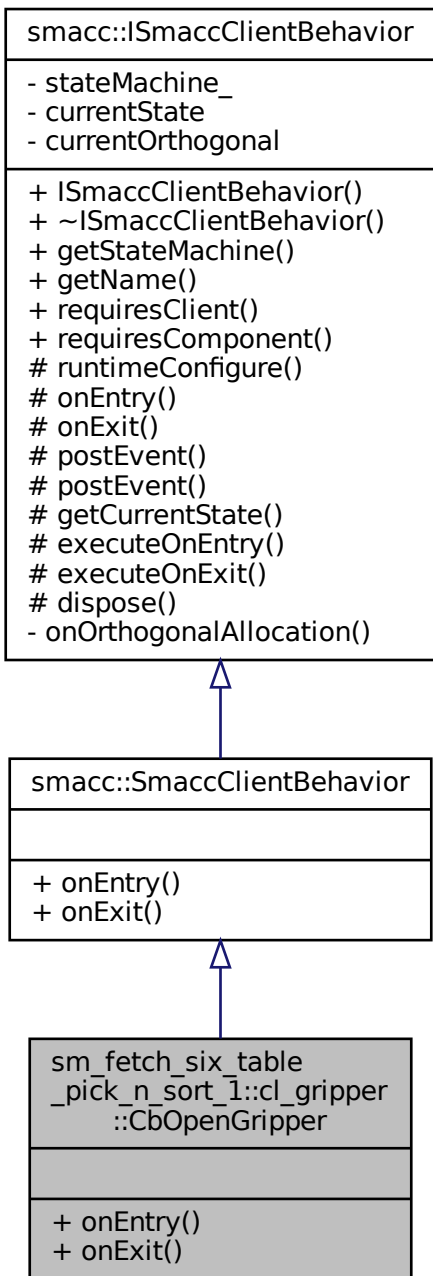 smacc::ISmaccClientBehavior
- stateMachine_
- currentState
- currentOrthogonal
+ ISmaccClientBehavior()
+ ~ISmaccClientBehavior()
+ getStateMachine()
+ getName()
+ requiresClient()
+ requiresComponent()
# runtimeConfigure()
# onEntry()
# onExit()
# postEvent()
# postEvent()
# getCurrentState()
# executeOnEntry()
# executeOnExit()
# dispose()
- onOrthogonalAllocation()
smacc::SmaccClientBehavior
+ onEntry()
+ onExit()
sm_fetch_six_table
_pick_n_sort_1::cl_gripper
::CbOpenGripper
+ onEntry()
+ onExit()